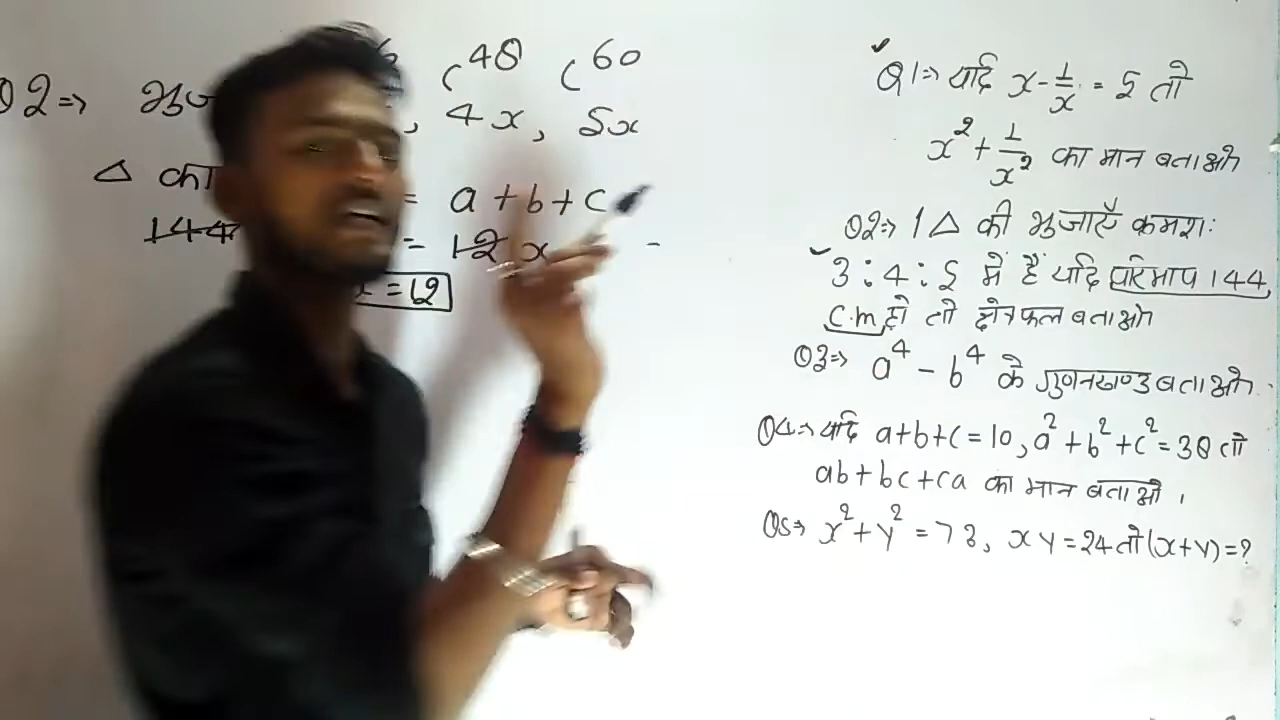 Q2⇒ 48 60
, 4x, 5x
△ का = a + b + c
144 = 12 x
x = 12
Q1⇒ यदि x - 1/x = 5 तो
x² + 1/x² का मान बताओ
Q2⇒ 1 △ की भुजाएँ क्रमशः
3 : 4 : 5 में हैं यदि परिमाप 144
c.m हो तो क्षेत्रफल बताओ
Q3⇒ a⁴ - b⁴ के गुणनखण्ड बताओ
Q4⇒ यदि a+b+c = 10, a² + b² + c² = 38 तो
ab + bc + ca का मान बताओ ।
Q5⇒ x² + y² = 73, xy = 24 तो (x+y) = ?